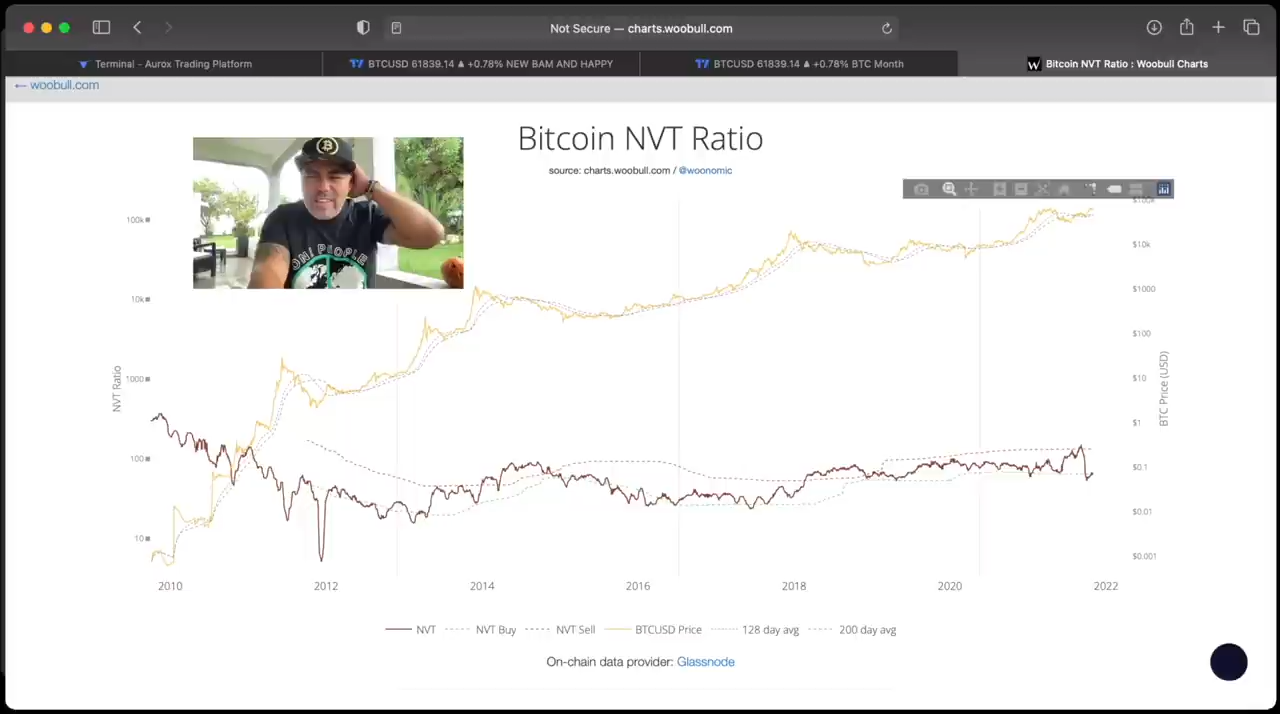 Not Secure — charts.woobull.com
Terminal - Aurox Trading Platform
BTCUSD 61839.14 ▲ +0.78% NEW BAM AND HAPPY
BTCUSD 61839.14 ▲ +0.78% BTC Month
W Bitcoin NVT Ratio : Woobull Charts
← woobull.com
Bitcoin NVT Ratio
source: charts.woobull.com / @woonomic
ON! PEOPLE
NVT Ratio
100k
10k
1000
100
10
$100k
$10k
$1000
$100
$10
$1
$0.1
$0.01
$0.001
BTC Price (USD)
2010 2012 2014 2016 2018 2020 2022
NVT NVT Buy NVT Sell BTCUSD Price 128 day avg 200 day avg
On-chain data provider: Glassnode